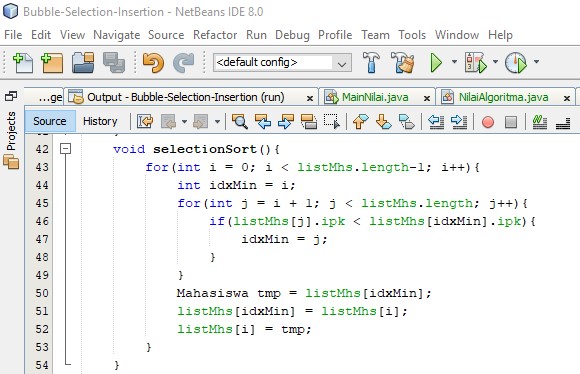 Bubble-Selection-Insertion - NetBeans IDE 8.0
File Edit View Navigate Source Refactor Run Debug Profile Team Tools Window Help
<default config>
...ge Output - Bubble-Selection-Insertion (run) x MainNilai.java x NilaiAlgoritma.java x
Projects
Source History
42 void selectionSort(){
43 for(int i = 0; i < listMhs.length-1; i++){
44 int idxMin = i;
45 for(int j = i + 1; j < listMhs.length; j++){
46 if(listMhs[j].ipk < listMhs[idxMin].ipk){
47 idxMin = j;
48 }
49 }
50 Mahasiswa tmp = listMhs[idxMin];
51 listMhs[idxMin] = listMhs[i];
52 listMhs[i] = tmp;
53 }
54 }